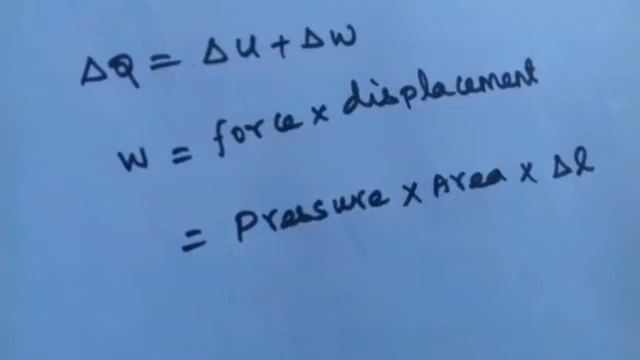 ΔQ = ΔU + ΔW
W = force × displacement
= Pressure × Area × Δl